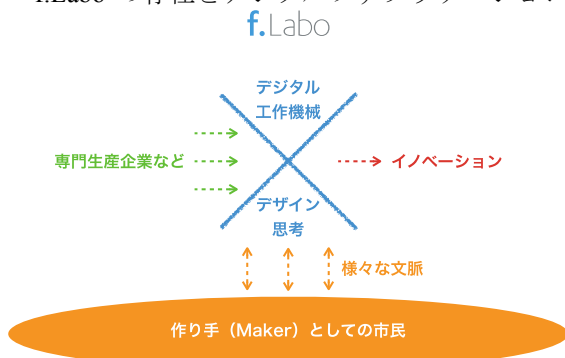 f.Labo
デジタル
工作機械
専門生産企業など
イノベーション
デザイン
思考
様々な文脈
作り手（Maker）としての市民